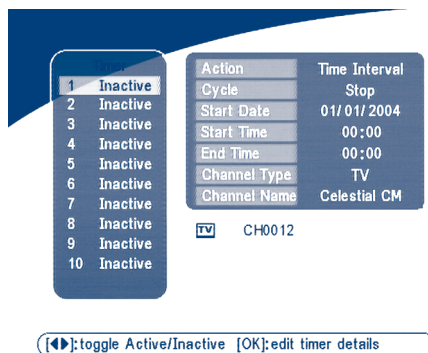 Timer
1 Inactive
2 Inactive
3 Inactive
4 Inactive
5 Inactive
6 Inactive
7 Inactive
8 Inactive
9 Inactive
10 Inactive
Action Time Interval
Cycle Stop
Start Date 01/01/2004
Start Time 00:00
End Time 00:00
Channel Type TV
Channel Name Celestial CM
TV CH0012
[◀▶]:toggle Active/Inactive [OK]:edit timer details